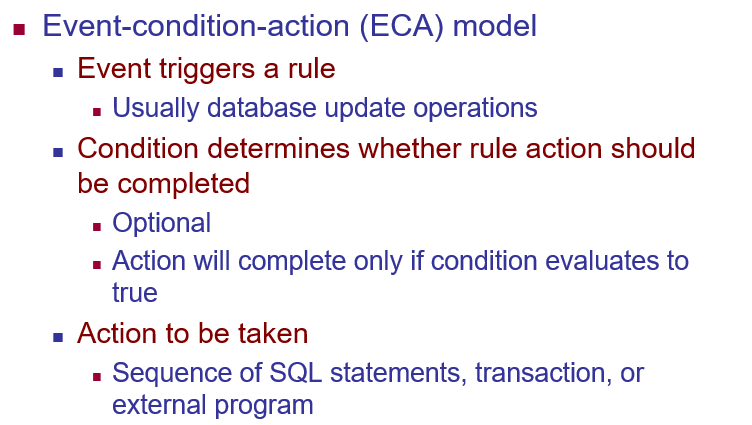 Event-condition-action (ECA) model
Event triggers a rule
Usually database update operations
Condition determines whether rule action should
be completed
Optional
Action will complete only if condition evaluates to
true
Action to be taken
Sequence of SQL statements, transaction, or
external program